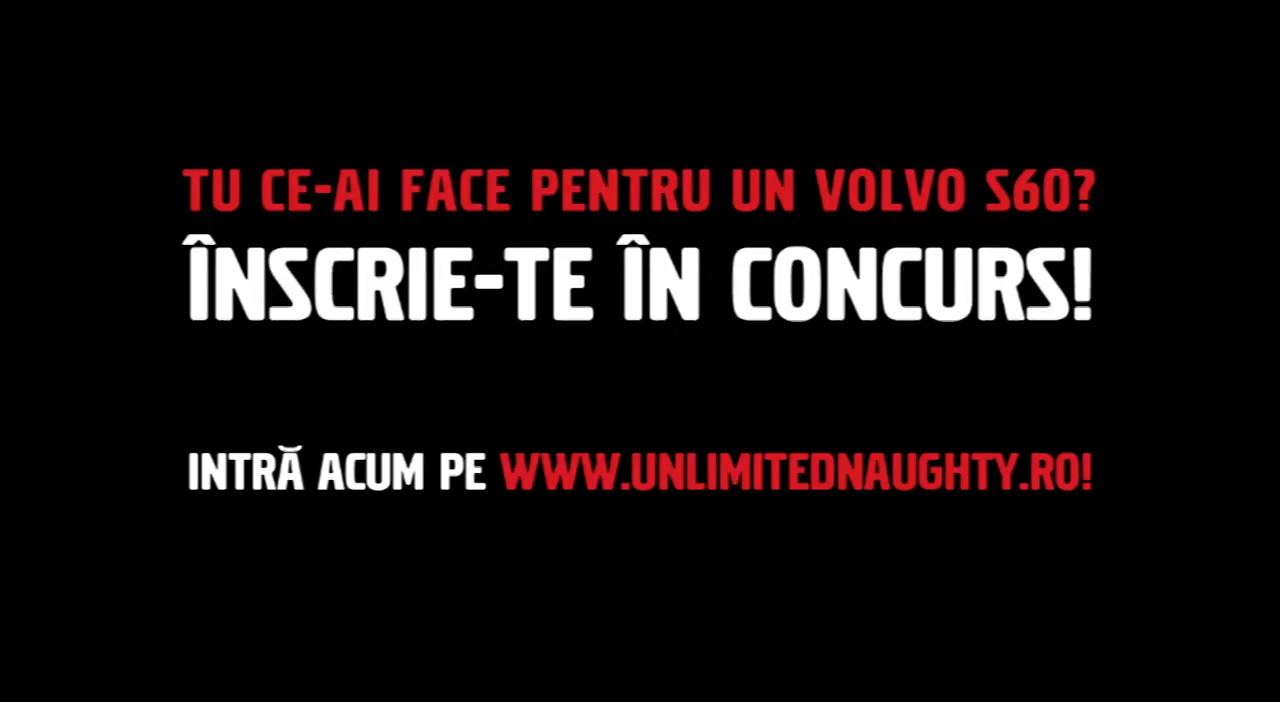 TU CE-AI FACE PENTRU UN VOLVO S60?
ÎNSCRIE-TE ÎN CONCURS!
INTRĂ ACUM PE WWW.UNLIMITEDNAUGHTY.RO!